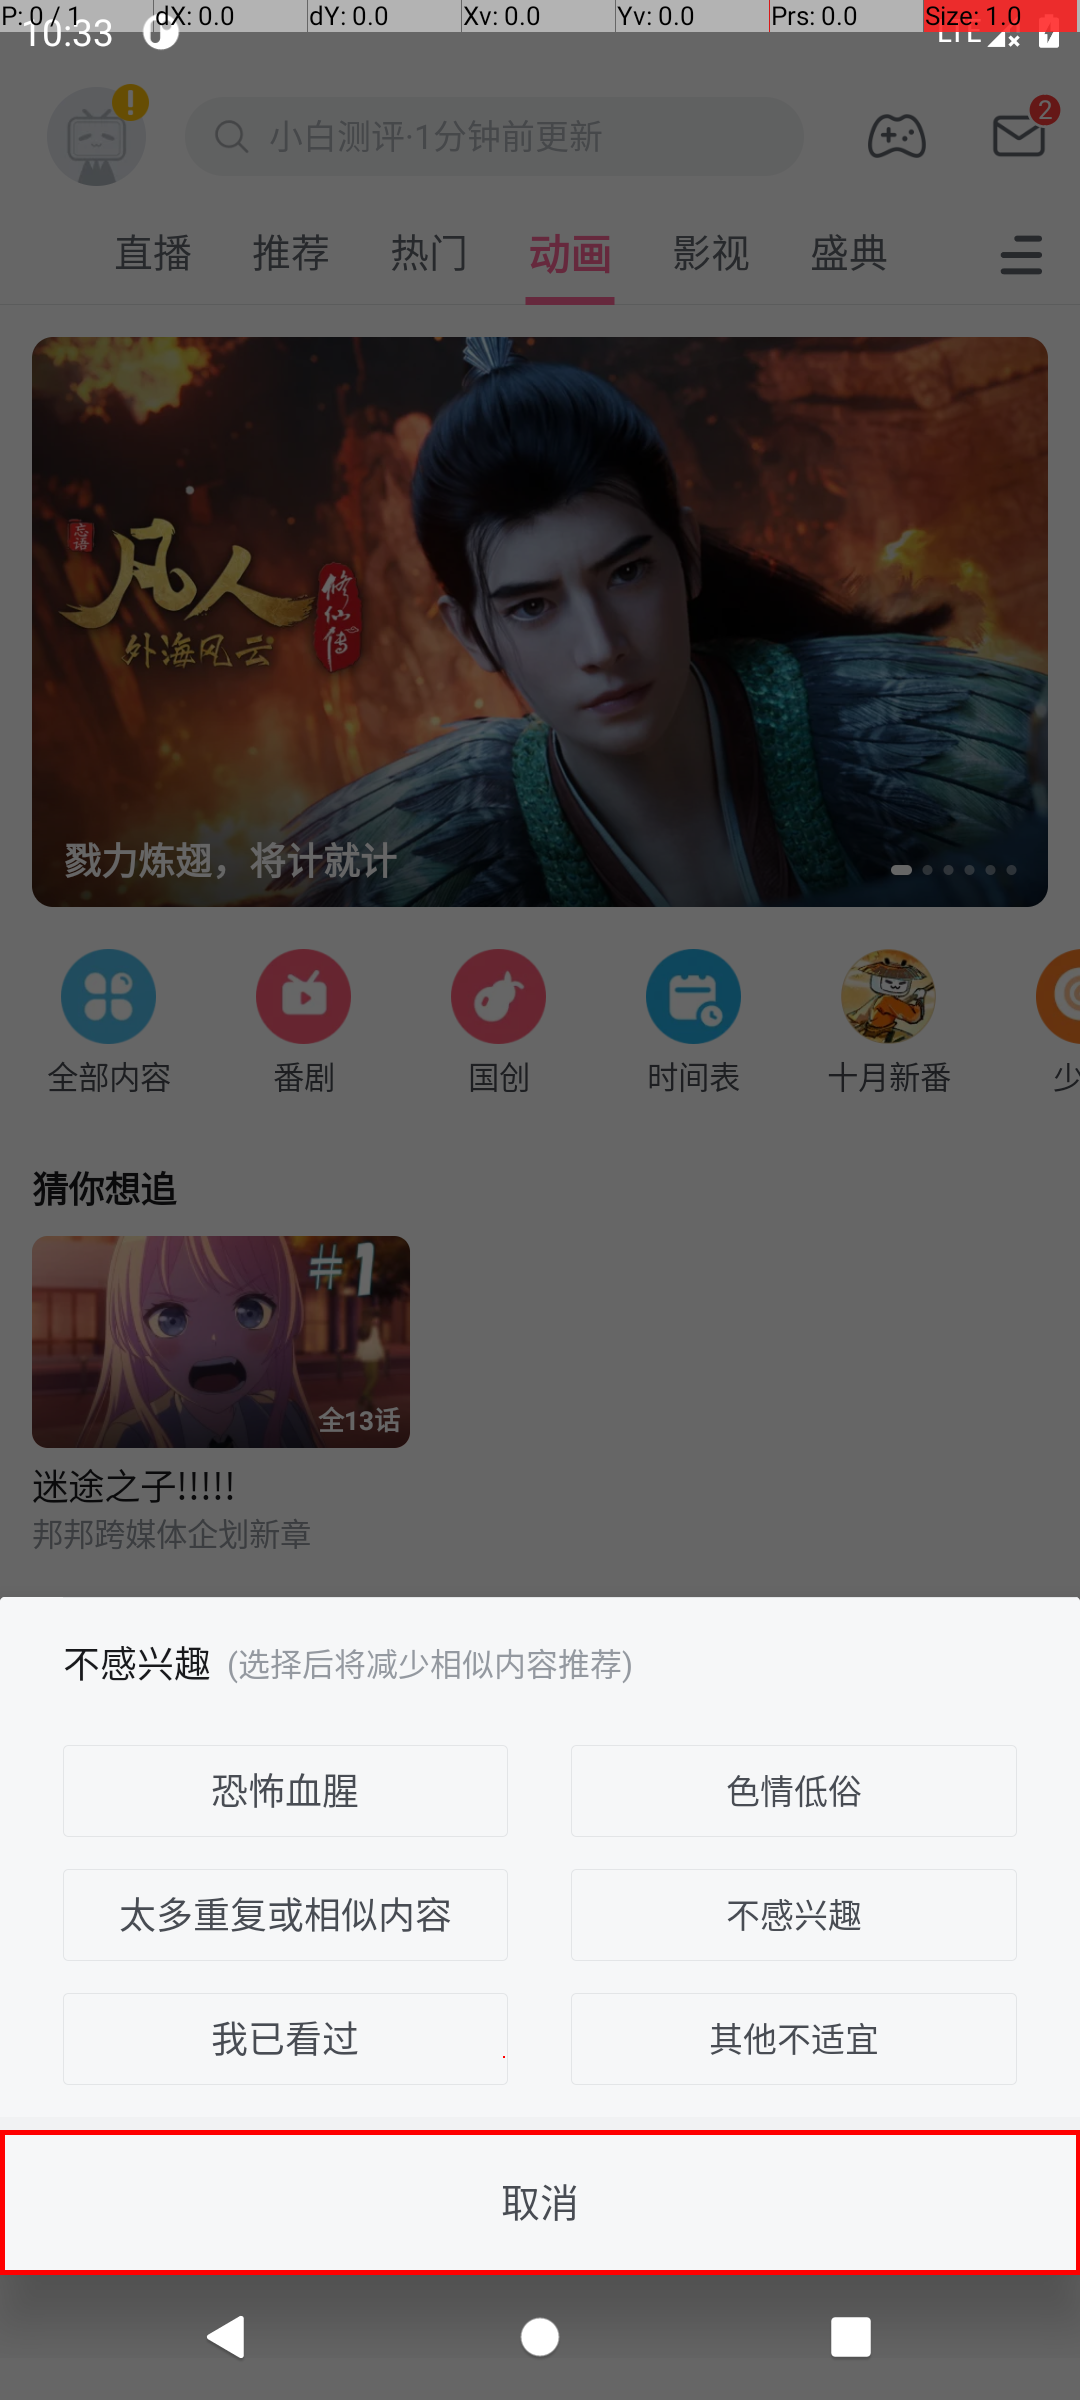 P: 0 / 1 dX: 0.0 dY: 0.0 Xv: 0.0 Yv: 0.0 Prs: 0.0 Size: 1.0
10:33 LTE
小白测评·1分钟前更新
2
直播 推荐 热门 动画 影视 盛典
忘语
凡人
修仙传
外海风云
戮力炼翅，将计就计
全部内容 番剧 国创 时间表 十月新番 少
猜你想追
#1
全13话
迷途之子!!!!!
邦邦跨媒体企划新章
不感兴趣 (选择后将减少相似内容推荐)
恐怖血腥 色情低俗
太多重复或相似内容 不感兴趣
我已看过 其他不适宜
取消